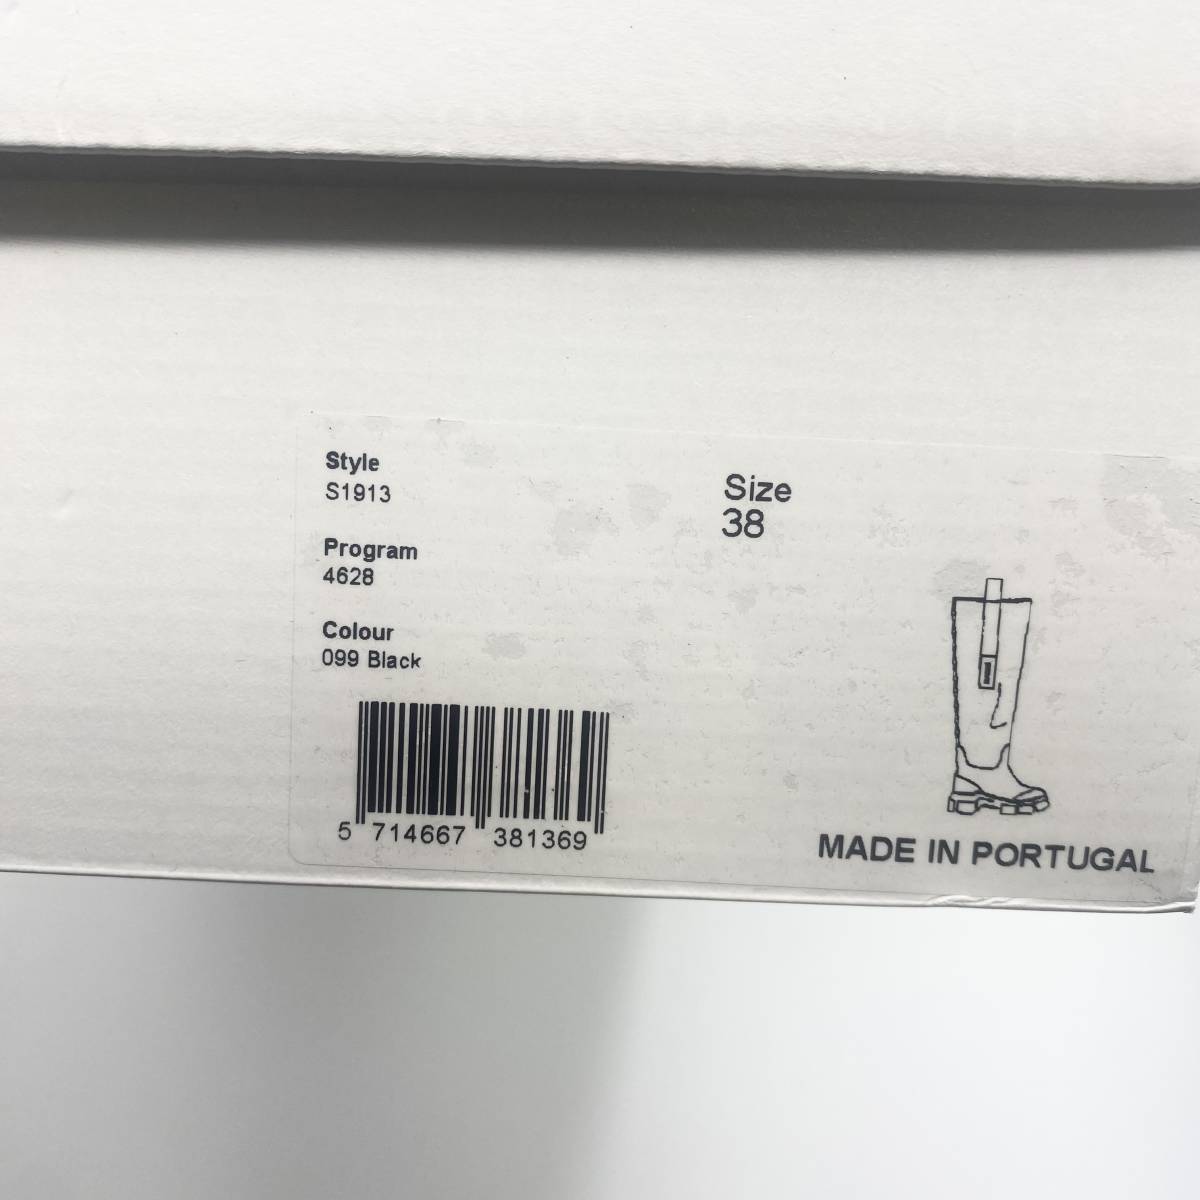 Style
S1913
Size
38
Program
4628
Colour
099 Black
5 714667 381369
MADE IN PORTUGAL